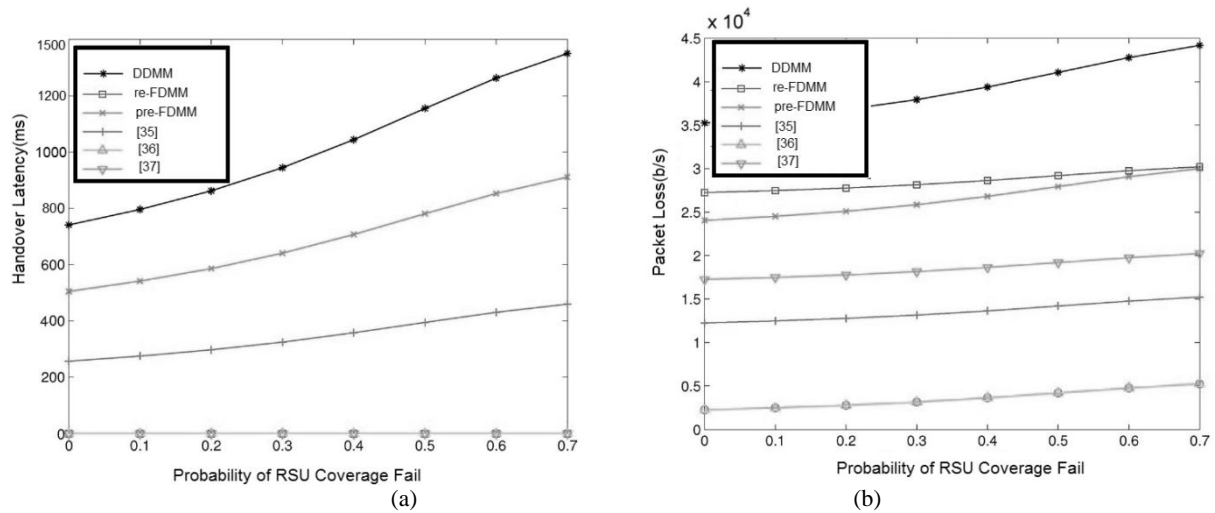 1500
1200
1000
800
600
400
200
0
Handover Latency(ms)
DDMM
re-FDMM
pre-FDMM
[35]
[36]
[37]
0 0.1 0.2 0.3 0.4 0.5 0.6 0.7
Probability of RSU Coverage Fail
(a)
x 10^4
4.5
4
3.5
3
2.5
2
1.5
1
0.5
0
Packet Loss(b/s)
DDMM
re-FDMM
pre-FDMM
[35]
[36]
[37]
0 0.1 0.2 0.3 0.4 0.5 0.6 0.7
Probability of RSU Coverage Fail
(b)